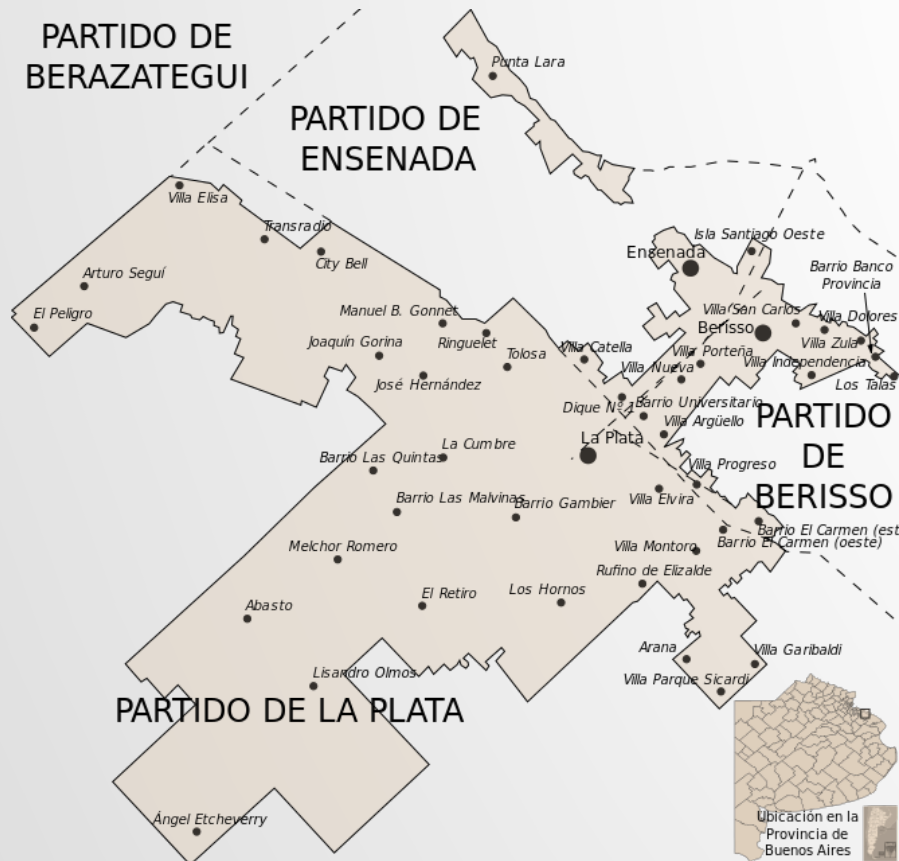 PARTIDO DE
BERAZATEGUI
Punta Lara
PARTIDO DE
ENSENADA
Villa Elisa
Transradio
City Bell
Isla Santiago Oeste
Ensenada
Barrio Banco
Provincia
Arturo Seguí
El Peligro
Manuel B. Gonnet
Villa San Carlos
Villa Dolores
Berisso
Joaquín Gorina
Ringuelet
Tolosa
Villa Catella
Villa Porteña
Villa Zula
Villa Nueva
Villa Independencia
José Hernández
Los Talas
Dique Nº 1
Barrio Universitario
Villa Argüello
PARTIDO
DE
BERISSO
La Plata
La Cumbre
Barrio Las Quintas
Villa Progreso
Barrio Las Malvinas
Barrio Gambier
Villa Elvira
Barrio El Carmen (est
Barrio El Carmen (oeste)
Melchor Romero
Villa Montoro
Rufino de Elizalde
El Retiro
Los Hornos
Abasto
Arana
Villa Garibaldi
Lisandro Olmos
Villa Parque Sicardi
PARTIDO DE LA PLATA
Ángel Etcheverry
Ubicación en la
Provincia de
Buenos Aires